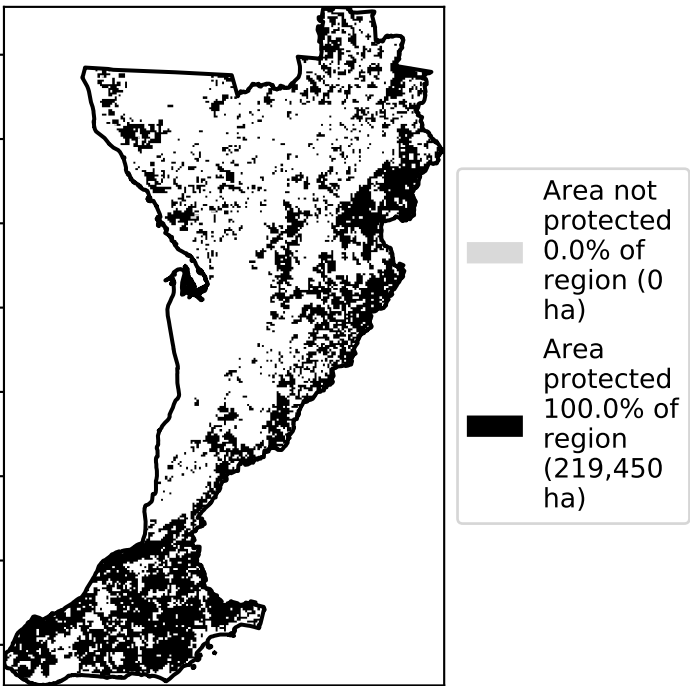 Area not
protected
0.0% of
region (0
ha)
Area
protected
100.0% of
region
(219,450
ha)